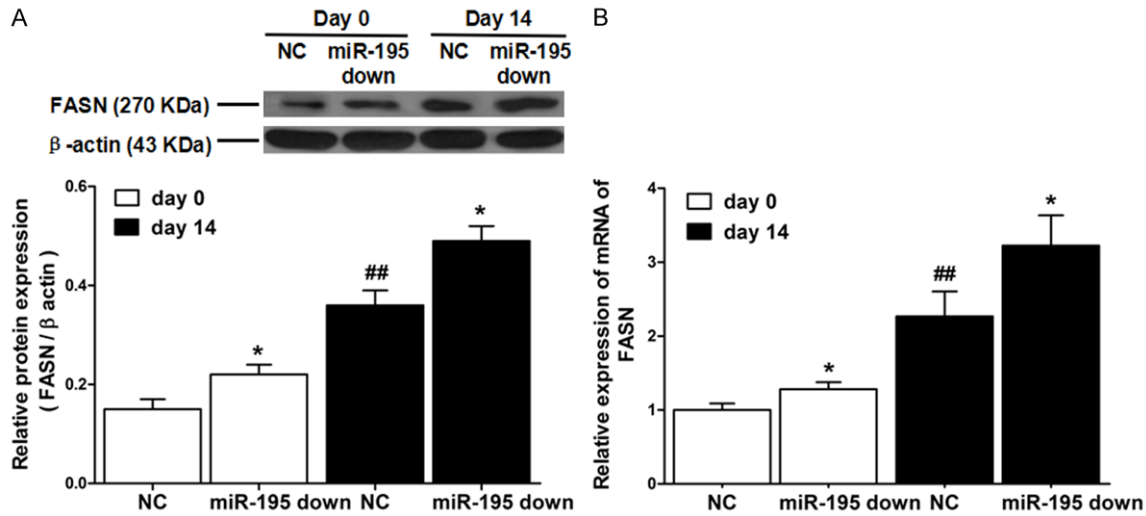 A
Day 0 Day 14
NC miR-195 down NC miR-195 down
FASN (270 KDa)
β-actin (43 KDa)
Relative protein expression
( FASN / β actin )
0.6
0.4
0.2
0.0
day 0
day 14
*
##
*
NC miR-195 down NC miR-195 down
B
Relative expression of mRNA of
FASN
4
3
2
1
0
day 0
day 14
*
##
*
NC miR-195 down NC miR-195 down